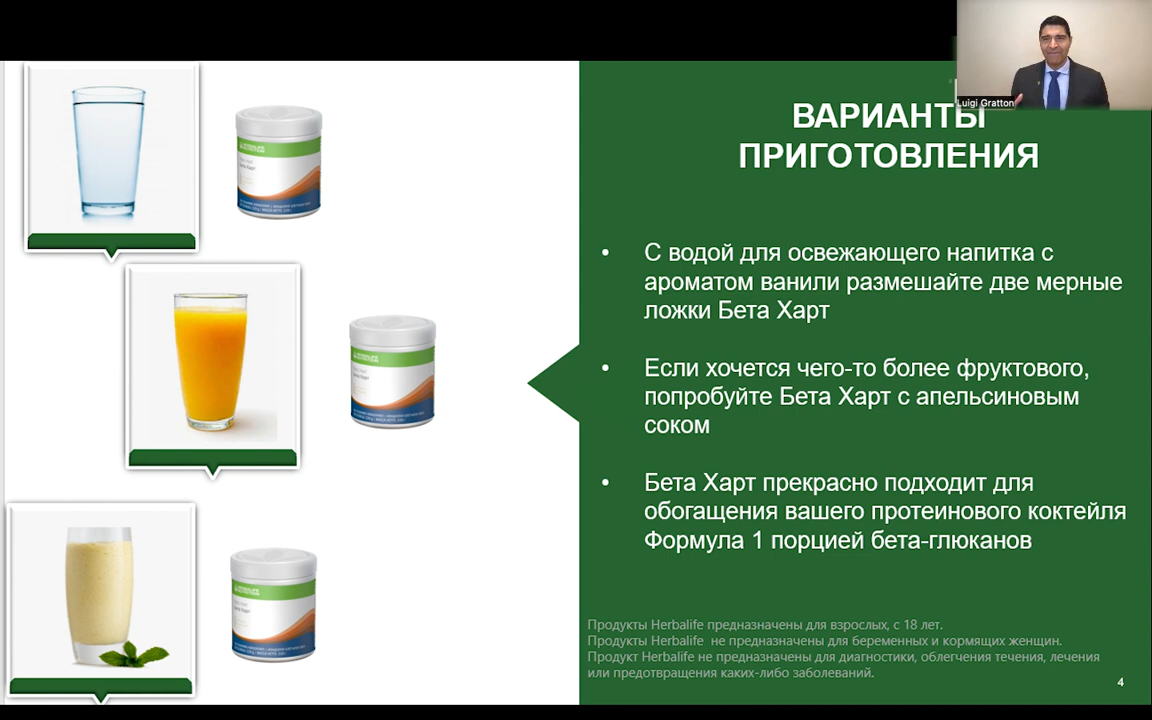 Luigi Gratton
ВАРИАНТЫ
ПРИГОТОВЛЕНИЯ
• С водой для освежающего напитка с
ароматом ванили размешайте две мерные
ложки Бета Харт
• Если хочется чего-то более фруктового,
попробуйте Бета Харт с апельсиновым
соком
• Бета Харт прекрасно подходит для
обогащения вашего протеинового коктейля
Формула 1 порцией бета-глюканов
Продукты Herbalife предназначены для взрослых, с 18 лет.
Продукты Herbalife не предназначены для беременных и кормящих женщин.
Продукт Herbalife не предназначены для диагностики, облегчения течения, лечения
или предотвращения каких-либо заболеваний.
4